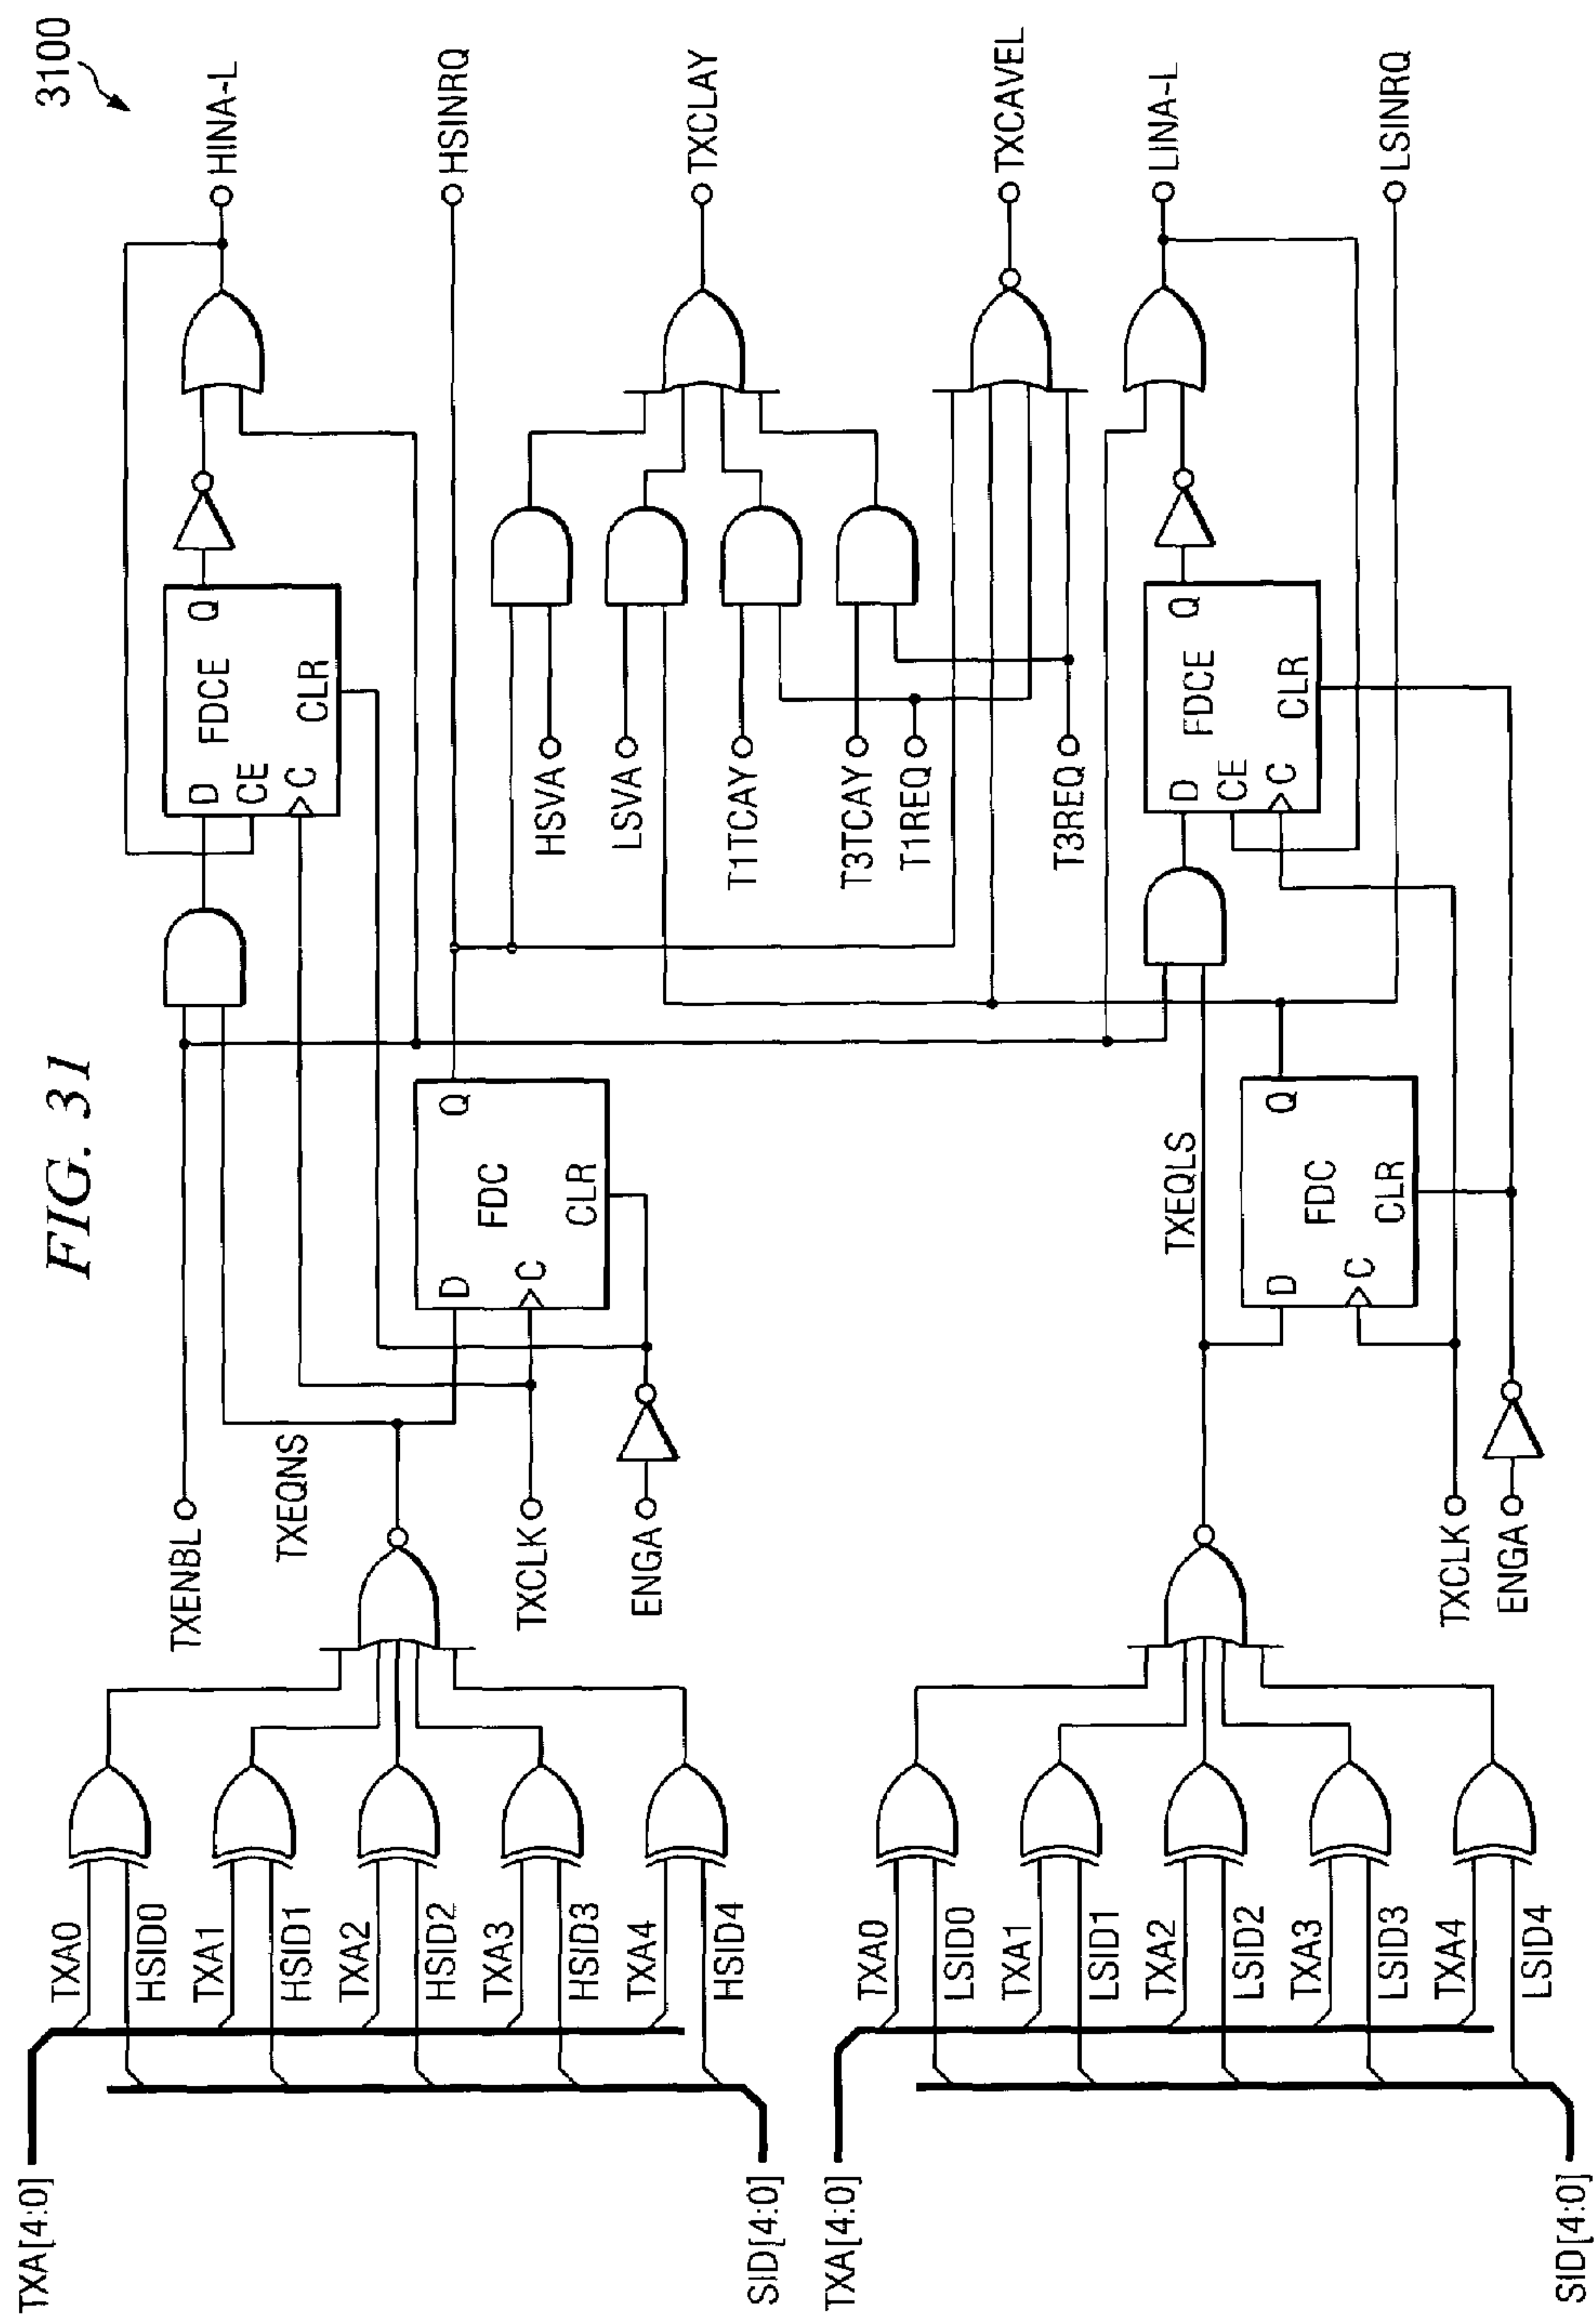 FIG. 31
3100
TXA[4:0]
SID[4:0]
TXA0
HSID0
TXA1
HSID1
TXA2
HSID2
TXA3
HSID3
TXA4
HSID4
TXENBL
TXEQNS
TXCLK
ENGA
D
C
FDC
CLR
Q
D
CE
C
FDCE
CLR
Q
HINA-L
HSINRQ
HSVA
LSVA
T1TCAY
T3TCAY
T1REQ
T3REQ
TXCLAY
TXCAVEL
TXA[4:0]
SID[4:0]
TXA0
LSID0
TXA1
LSID1
TXA2
LSID2
TXA3
LSID3
TXA4
LSID4
TXEQLS
TXCLK
ENGA
D
C
FDC
CLR
Q
D
CE
C
FDCE
CLR
Q
LINA-L
LSINRQ